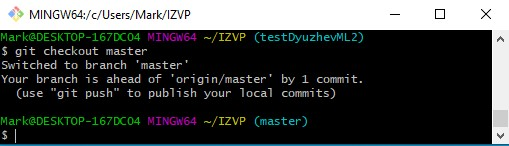 MINGW64:/c/Users/Mark/IZVP
Mark@DESKTOP-167DCO4 MINGW64 ~/IZVP (testDyuzhevML2)
$ git checkout master
Switched to branch 'master'
Your branch is ahead of 'origin/master' by 1 commit.
  (use "git push" to publish your local commits)
Mark@DESKTOP-167DCO4 MINGW64 ~/IZVP (master)
$